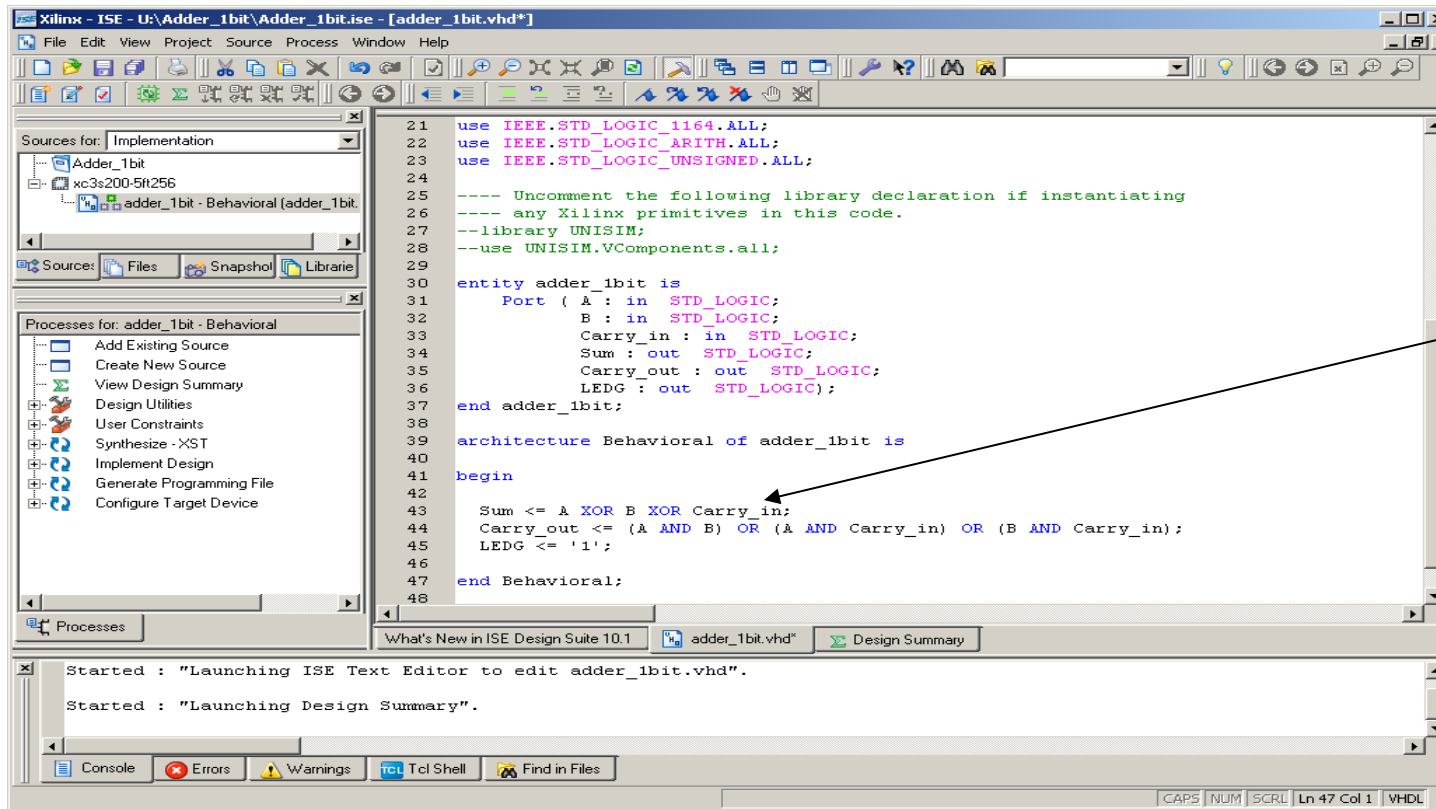 Xilinx - ISE - U:\Adder_1bit\Adder_1bit.ise - [adder_1bit.vhd*]
File Edit View Project Source Process Window Help
Sources for: Implementation
Adder_1bit
xc3s200-5ft256
adder_1bit - Behavioral (adder_1bit.
Sources Files Snapshot Librarie
Processes for: adder_1bit - Behavioral
Add Existing Source
Create New Source
View Design Summary
Design Utilities
User Constraints
Synthesize - XST
Implement Design
Generate Programming File
Configure Target Device
Processes
21 use IEEE.STD_LOGIC_1164.ALL;
22 use IEEE.STD_LOGIC_ARITH.ALL;
23 use IEEE.STD_LOGIC_UNSIGNED.ALL;
24
25 ---- Uncomment the following library declaration if instantiating
26 ---- any Xilinx primitives in this code.
27 --library UNISIM;
28 --use UNISIM.VComponents.all;
29
30 entity adder_1bit is
31 Port ( A : in STD_LOGIC;
32 B : in STD_LOGIC;
33 Carry_in : in STD_LOGIC;
34 Sum : out STD_LOGIC;
35 Carry_out : out STD_LOGIC;
36 LEDG : out STD_LOGIC);
37 end adder_1bit;
38
39 architecture Behavioral of adder_1bit is
40
41 begin
42
43 Sum <= A XOR B XOR Carry_in;
44 Carry_out <= (A AND B) OR (A AND Carry_in) OR (B AND Carry_in);
45 LEDG <= '1';
46
47 end Behavioral;
48
What's New in ISE Design Suite 10.1 adder_1bit.vhd* Design Summary
Started : "Launching ISE Text Editor to edit adder_1bit.vhd".
Started : "Launching Design Summary".
Console Errors Warnings Tcl Shell Find in Files
CAPS NUM SCRL Ln 47 Col 1 VHDL